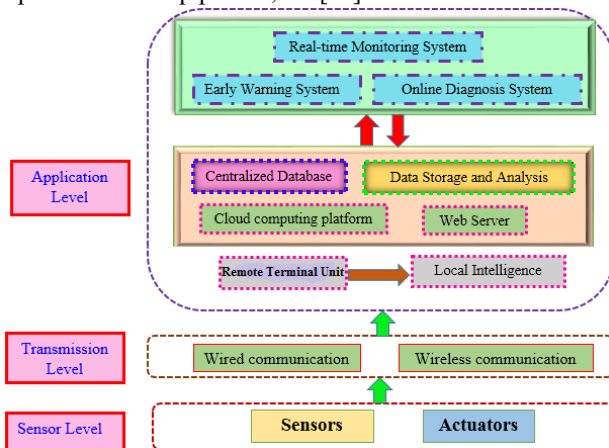 Real-time Monitoring System
Early Warning System
Online Diagnosis System
Application
Level
Centralized Database
Data Storage and Analysis
Cloud computing platform
Web Server
Remote Terminal Unit
Local Intelligence
Transmission
Level
Wired communication
Wireless communication
Sensor Level
Sensors
Actuators